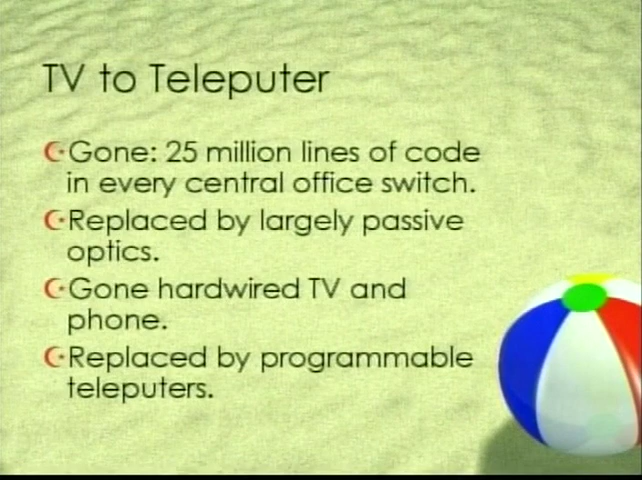 TV to Teleputer
Gone: 25 million lines of code
in every central office switch.
Replaced by largely passive
optics.
Gone hardwired TV and
phone.
Replaced by programmable
teleputers.